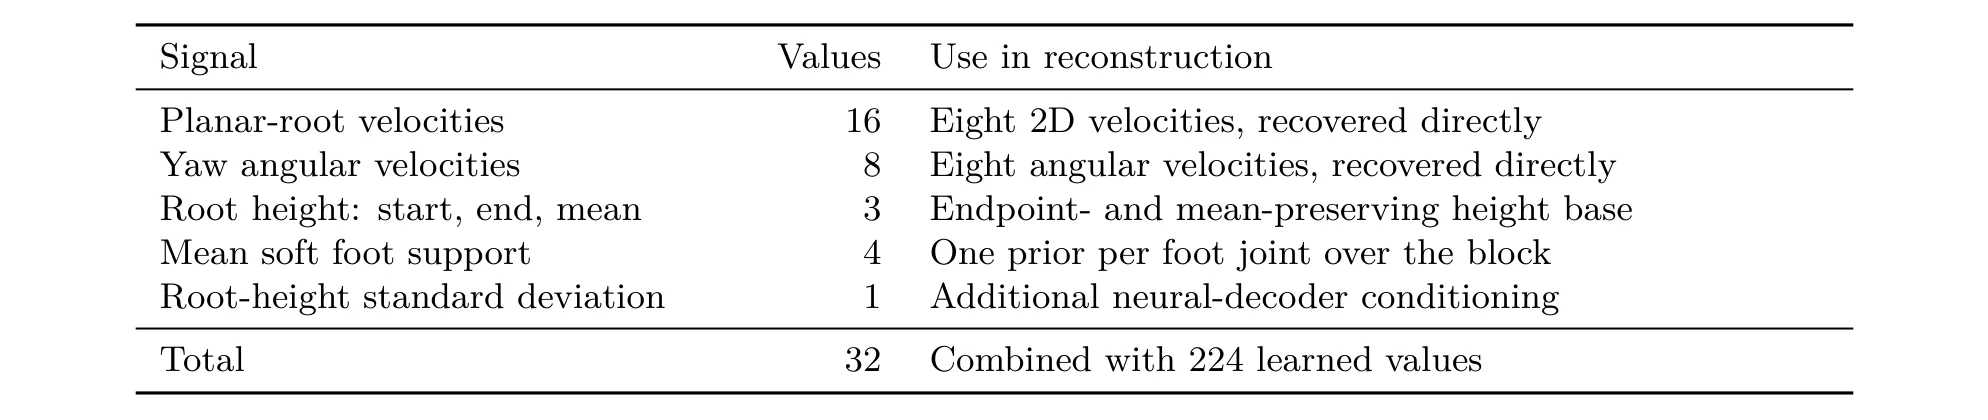 Signal Values Use in reconstruction
Planar-root velocities 16 Eight 2D velocities, recovered directly
Yaw angular velocities 8 Eight angular velocities, recovered directly
Root height: start, end, mean 3 Endpoint- and mean-preserving height base
Mean soft foot support 4 One prior per foot joint over the block
Root-height standard deviation 1 Additional neural-decoder conditioning
Total 32 Combined with 224 learned values